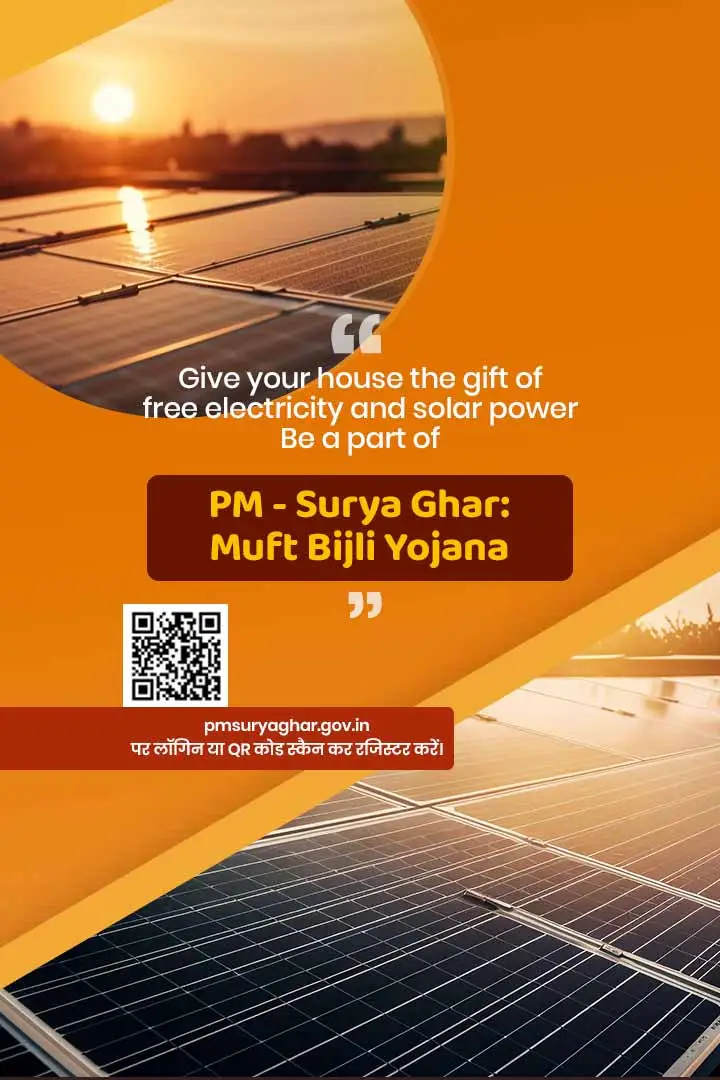 “
Give your house the gift of
free electricity and solar power
Be a part of
PM - Surya Ghar:
Muft Bijli Yojana
”
pmsuryaghar.gov.in
पर लॉगिन या QR कोड स्कैन कर रजिस्टर करें।